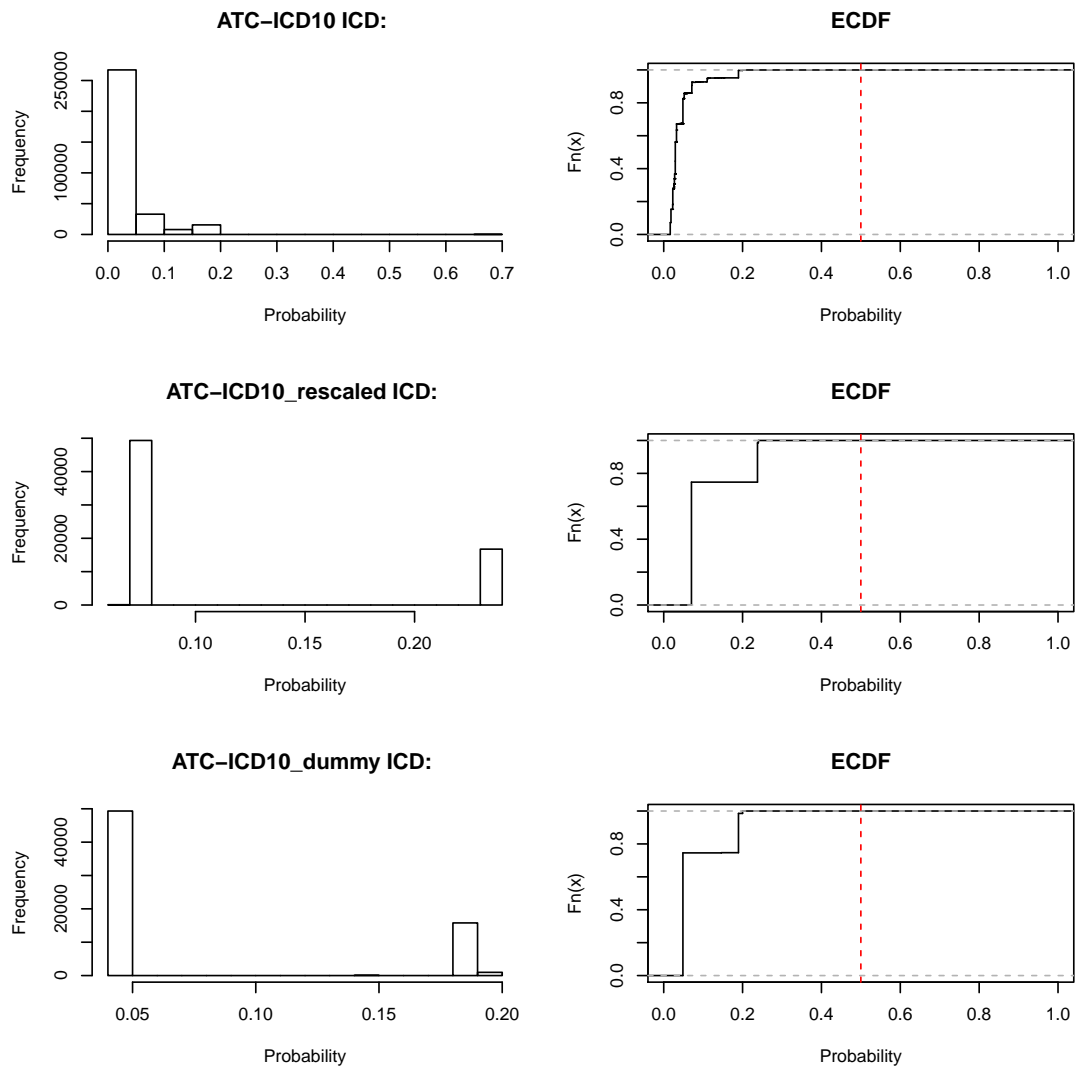 ATC−ICD10 ICD:
Frequency
0 100000 250000
0.0 0.1 0.2 0.3 0.4 0.5 0.6 0.7
Probability
ECDF
Fn(x)
0.0 0.4 0.8
0.0 0.2 0.4 0.6 0.8 1.0
Probability
ATC−ICD10_rescaled ICD:
Frequency
0 20000 40000
0.10 0.15 0.20
Probability
ECDF
Fn(x)
0.0 0.4 0.8
0.0 0.2 0.4 0.6 0.8 1.0
Probability
ATC−ICD10_dummy ICD:
Frequency
0 20000 40000
0.05 0.10 0.15 0.20
Probability
ECDF
Fn(x)
0.0 0.4 0.8
0.0 0.2 0.4 0.6 0.8 1.0
Probability